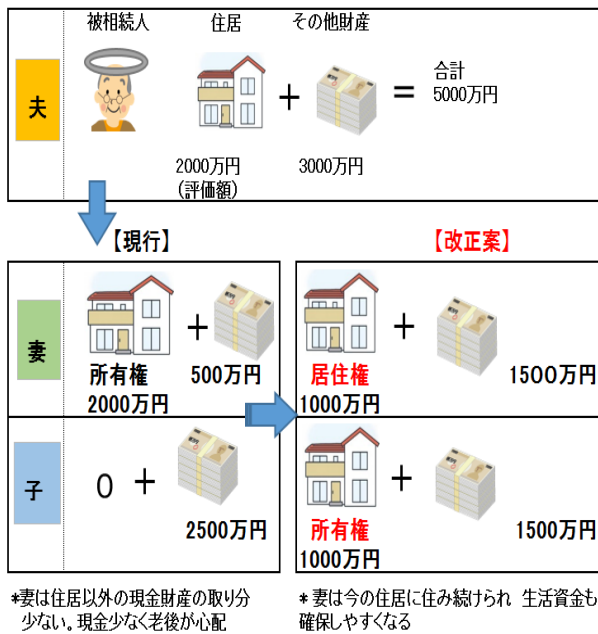 被相続人 住居 その他財産
夫
+ = 合計
5000万円
2000万円
(評価額)
3000万円
【現行】 【改正案】
妻
+
所有権 500万円
2000万円
+
居住権 1500万円
1000万円
子
0 +
2500万円
+
所有権 1500万円
1000万円
*妻は住居以外の現金財産の取り分
少ない。現金少なく老後が心配
*妻は今の住居に住み続けられ 生活資金も
確保しやすくなる